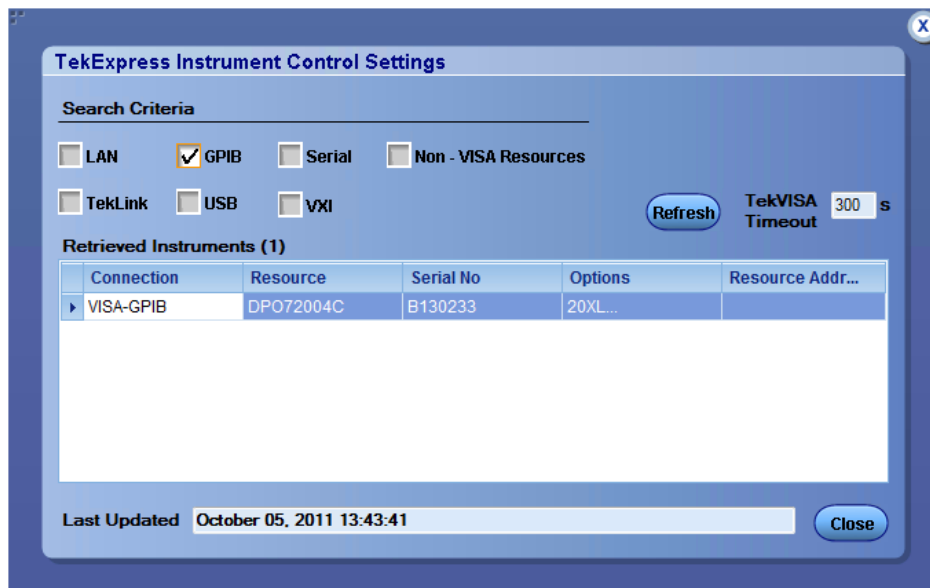 X
TekExpress Instrument Control Settings
Search Criteria
LAN GPIB Serial Non - VISA Resources
TekLink USB VXI
Refresh TekVISA Timeout 300 s
Retrieved Instruments (1)
Connection Resource Serial No Options Resource Addr...
VISA-GPIB DPO72004C B130233 20XL...
Last Updated October 05, 2011 13:43:41 Close